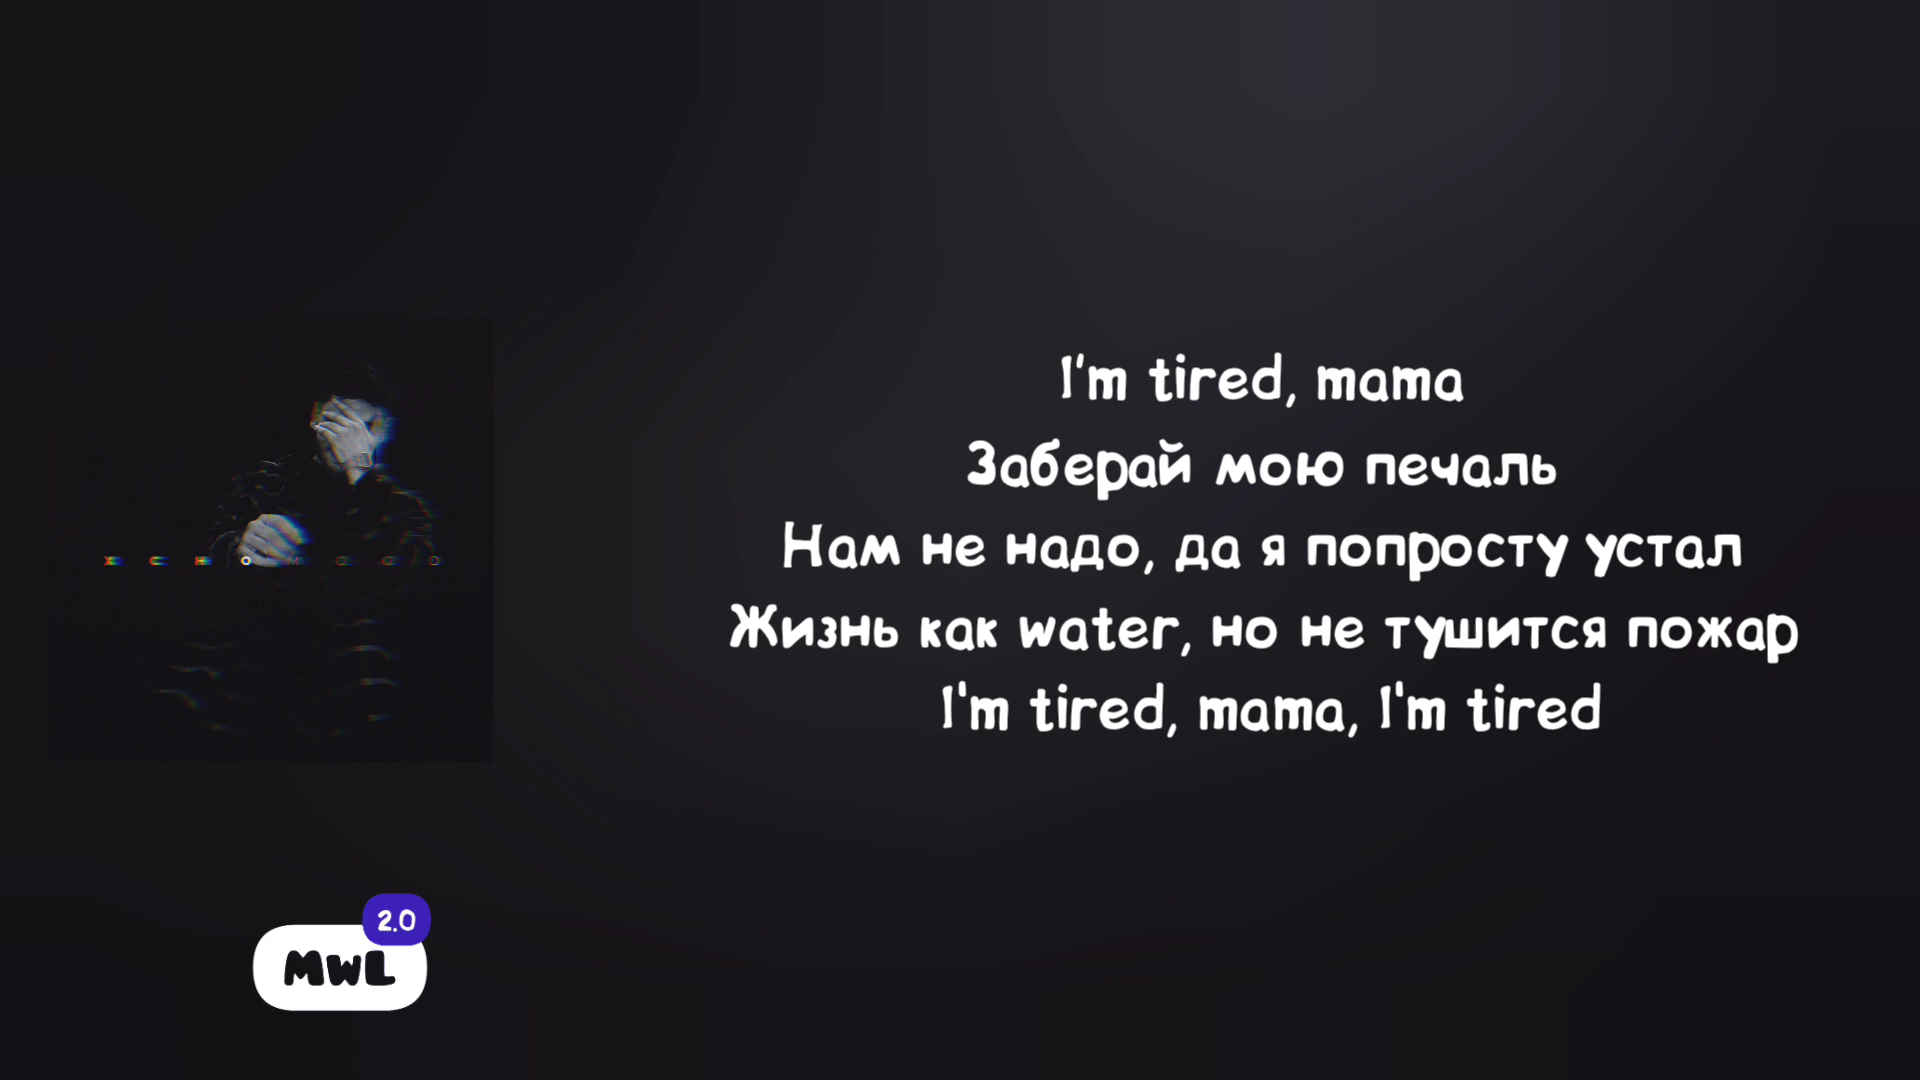 I'm tired, mama
Заберай мою печаль
Нам не надо, да я попросту устал
Жизнь как water, но не тушится пожар
I'm tired, mama, I'm tired
2.0
MWL